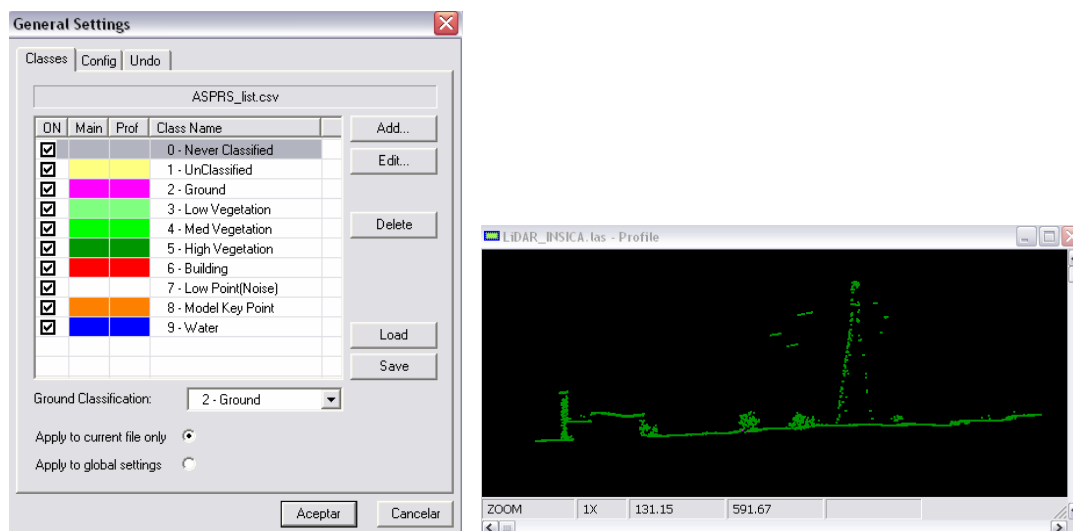 General Settings
Classes Config Undo
ASPRS_list.csv
ON Main Prof Class Name
0 - Never Classified
1 - UnClassified
2 - Ground
3 - Low Vegetation
4 - Med Vegetation
5 - High Vegetation
6 - Building
7 - Low Point(Noise)
8 - Model Key Point
9 - Water
Add...
Edit...
Delete
Load
Save
Ground Classification: 2 - Ground
Apply to current file only
Apply to global settings
Aceptar Cancelar
LiDAR_INSICA.las - Profile
ZOOM 1X 131.15 591.67